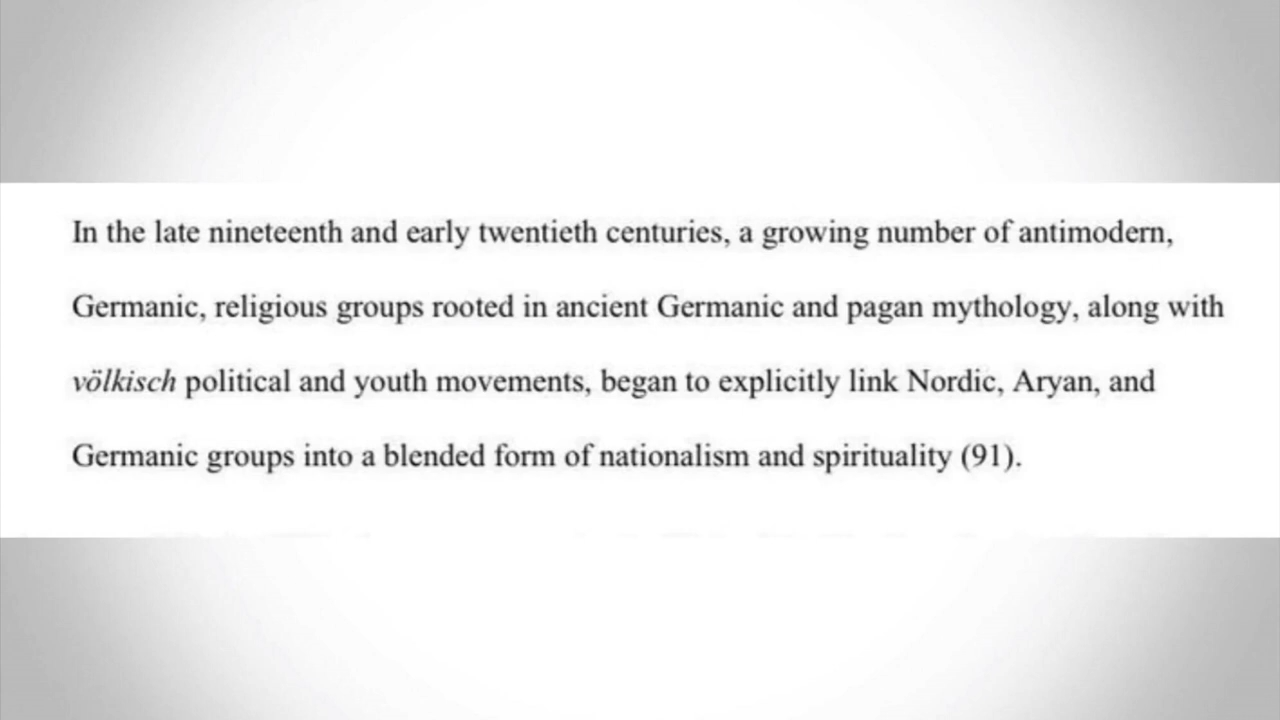 In the late nineteenth and early twentieth centuries, a growing number of antimodern,
Germanic, religious groups rooted in ancient Germanic and pagan mythology, along with
völkisch political and youth movements, began to explicitly link Nordic, Aryan, and
Germanic groups into a blended form of nationalism and spirituality (91).